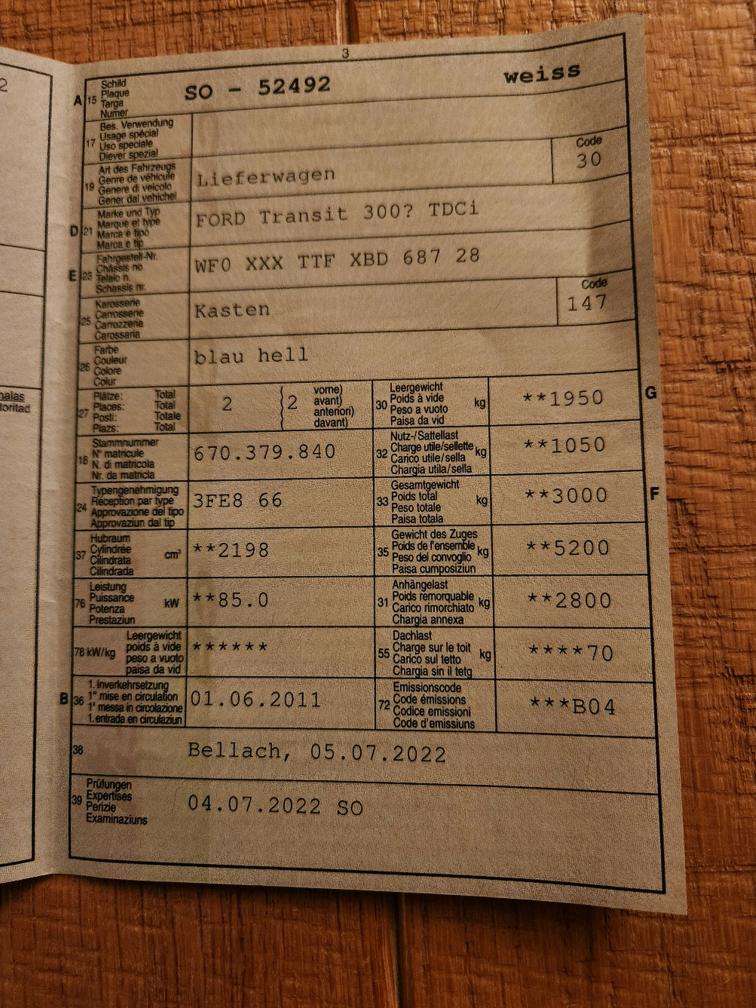 2
3
A 15 Schild
Plaque
Targa
Numer
SO - 52492 weiss
17 Bes. Verwendung
Usage spécial
Uso speciale
Diever spezial
19 Art des Fahrzeugs
Genre de véhicule
Genere di veicolo
Gener dal vehichel
Lieferwagen
Code
30
D 21 Marke und Typ
Marque et type
Marca e tipo
Marca e tip
FORD Transit 300? TDCi
E 23 Fahrgestell-Nr.
Châssis no
Telaio n.
Schassis nr.
WF0 XXX TTF XBD 687 28
25 Karosserie
Carrosserie
Carrozzeria
Carossaria
Kasten
Code
147
26 Farbe
Couleur
Colore
Colur
blau hell
27 Plätze: Total
Places: Total
Posti: Totale
Plazs: Total
2
2 vorne)
avant)
anteriori)
davant)
30 Leergewicht
Poids à vide
Peso a vuoto
Paisa da vid
kg
**1950
G
18 Stammnummer
N° matricule
N. di matricola
Nr. da matricla
670.379.840
32 Nutz-/Sattellast
Charge utile/sellette
Carico utile/sella
Chargia utila/sella
kg
**1050
24 Typengenehmigung
Réception par type
Approvazione del tipo
Approvaziun dal tip
3FE8 66
33 Gesamtgewicht
Poids total
Peso totale
Paisa totala
kg
**3000
F
37 Hubraum
Cylindrée
Cilindrata
Cilindrada
cm³
**2198
35 Gewicht des Zuges
Poids de l'ensemble
Peso del convoglio
Paisa cumposiziun
kg
**5200
76 Leistung
Puissance
Potenza
Prestaziun
kW
**85.0
31 Anhängelast
Poids remorquable
Carico rimorchiato
Chargia annexa
kg
**2800
78 kW/kg Leergewicht
poids à vide
peso a vuoto
paisa da vid
******
55 Dachlast
Charge sur le toit
Carico sul tetto
Chargia sin il tetg
kg
****70
B 36 1. Inverkehrsetzung
1re mise en circulation
1a messa in circolazione
1. entrada en circulaziun
01.06.2011
72 Emissionscode
Code émissions
Codice emissioni
Code d'emissiuns
***B04
38
Bellach, 05.07.2022
39 Prüfungen
Expertises
Perizie
Examinaziuns
04.07.2022 SO